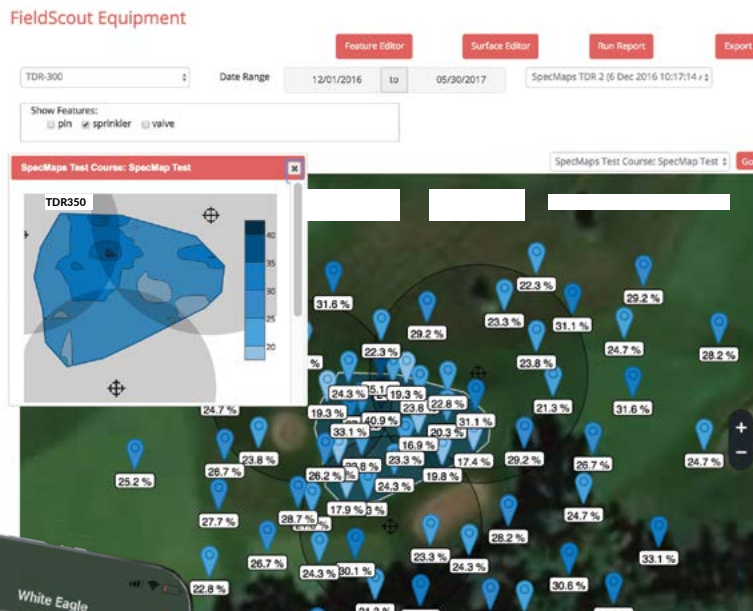 FieldScout Equipment
Feature Editor
Surface Editor
Run Report
Export
TDR-300
Date Range
12/01/2016
to
05/30/2017
SpecMaps TDR 2 (6 Dec 2016 10:17:14
Show Features:
pin
sprinkler
valve
SpecMaps Test Course: SpecMap Test
SpecMaps Test Course: SpecMap Test
Go
TDR350
40
35
30
25
20
22.3 %
29.2 %
31.6 %
23.3 %
31.1 %
29.2 %
24.7 %
28.2 %
22.3 %
23.8 %
24.3 %
19.3 %
22.8 %
21.3 %
31.6 %
24.7 %
19.3 %
40.9 %
31.1 %
33.1 %
20.3 %
16.9 %
23.8 %
26.7 %
23.3 %
17.4 %
29.2 %
26.7 %
24.7 %
25.2 %
26.2 %
19.8 %
24.3 %
27.7 %
28.7 %
17.9 %
24.7 %
28.2 %
26.7 %
24.3 %
30.1 %
23.3 %
24.3 %
33.1 %
22.8 %
30.6 %
White Eagle